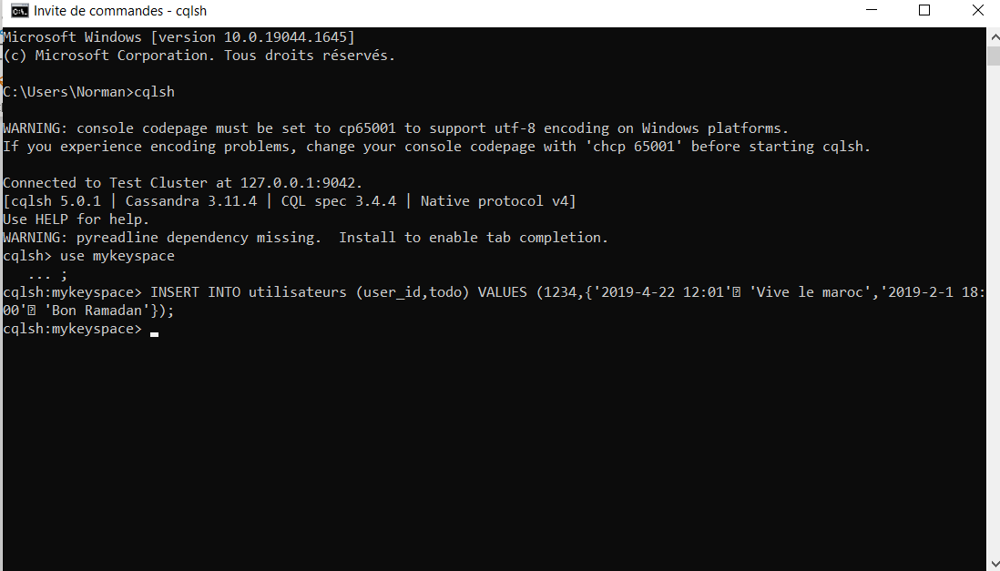 Invite de commandes - cqlsh
Microsoft Windows [version 10.0.19044.1645]
(c) Microsoft Corporation. Tous droits réservés.
C:\Users\Norman>cqlsh
WARNING: console codepage must be set to cp65001 to support utf-8 encoding on Windows platforms.
If you experience encoding problems, change your console codepage with 'chcp 65001' before starting cqlsh.
Connected to Test Cluster at 127.0.0.1:9042.
[cqlsh 5.0.1 | Cassandra 3.11.4 | CQL spec 3.4.4 | Native protocol v4]
Use HELP for help.
WARNING: pyreadline dependency missing.  Install to enable tab completion.
cqlsh> use mykeyspace
   ... ;
cqlsh:mykeyspace> INSERT INTO utilisateurs (user_id,todo) VALUES (1234,{'2019-4-22 12:01'⍰ 'Vive le maroc','2019-2-1 18:
00'⍰ 'Bon Ramadan'});
cqlsh:mykeyspace>